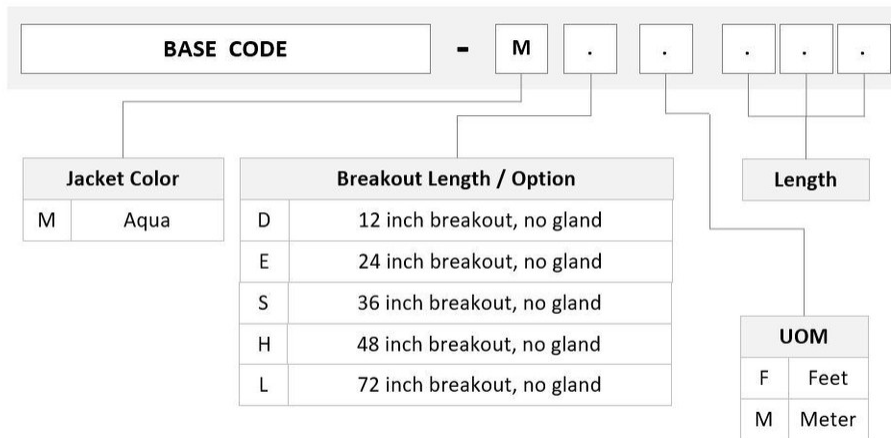 BASE CODE - M . . . . .
Jacket Color
M Aqua
Breakout Length / Option
D 12 inch breakout, no gland
E 24 inch breakout, no gland
S 36 inch breakout, no gland
H 48 inch breakout, no gland
L 72 inch breakout, no gland
Length
UOM
F Feet
M Meter